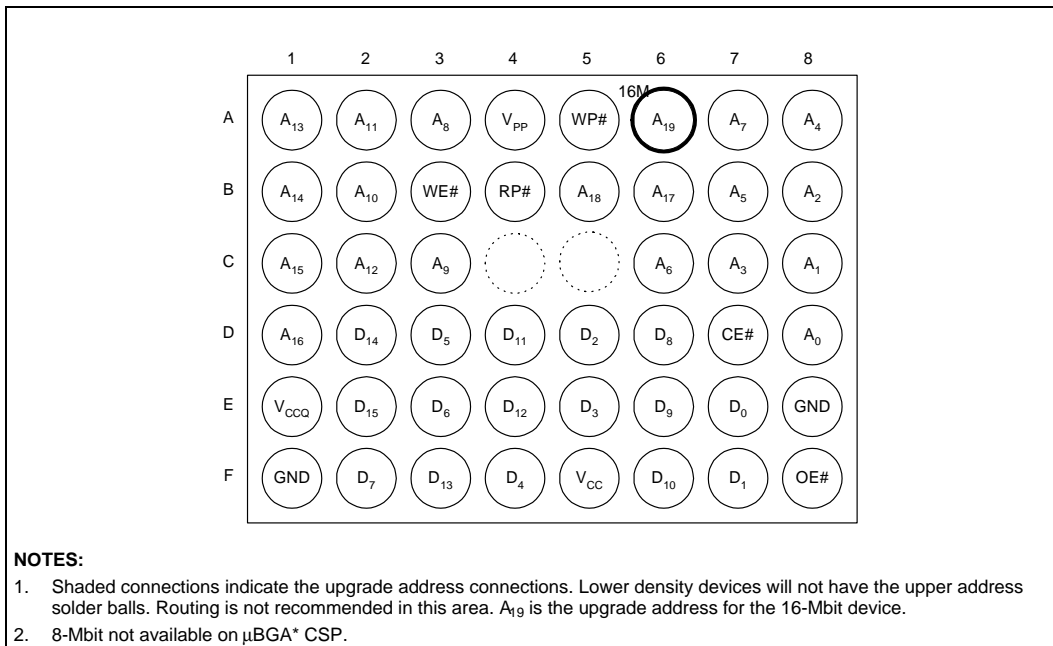 1 2 3 4 5 6 7 8
16M
A A₁₃ A₁₁ A₈ V_PP WP# A₁₉ A₇ A₄
B A₁₄ A₁₀ WE# RP# A₁₈ A₁₇ A₅ A₂
C A₁₅ A₁₂ A₉ A₆ A₃ A₁
D A₁₆ D₁₄ D₅ D₁₁ D₂ D₈ CE# A₀
E V_CCQ D₁₅ D₆ D₁₂ D₃ D₉ D₀ GND
F GND D₇ D₁₃ D₄ V_CC D₁₀ D₁ OE#
NOTES:
1. Shaded connections indicate the upgrade address connections. Lower density devices will not have the upper address
solder balls. Routing is not recommended in this area. A₁₉ is the upgrade address for the 16-Mbit device.
2. 8-Mbit not available on μBGA* CSP.